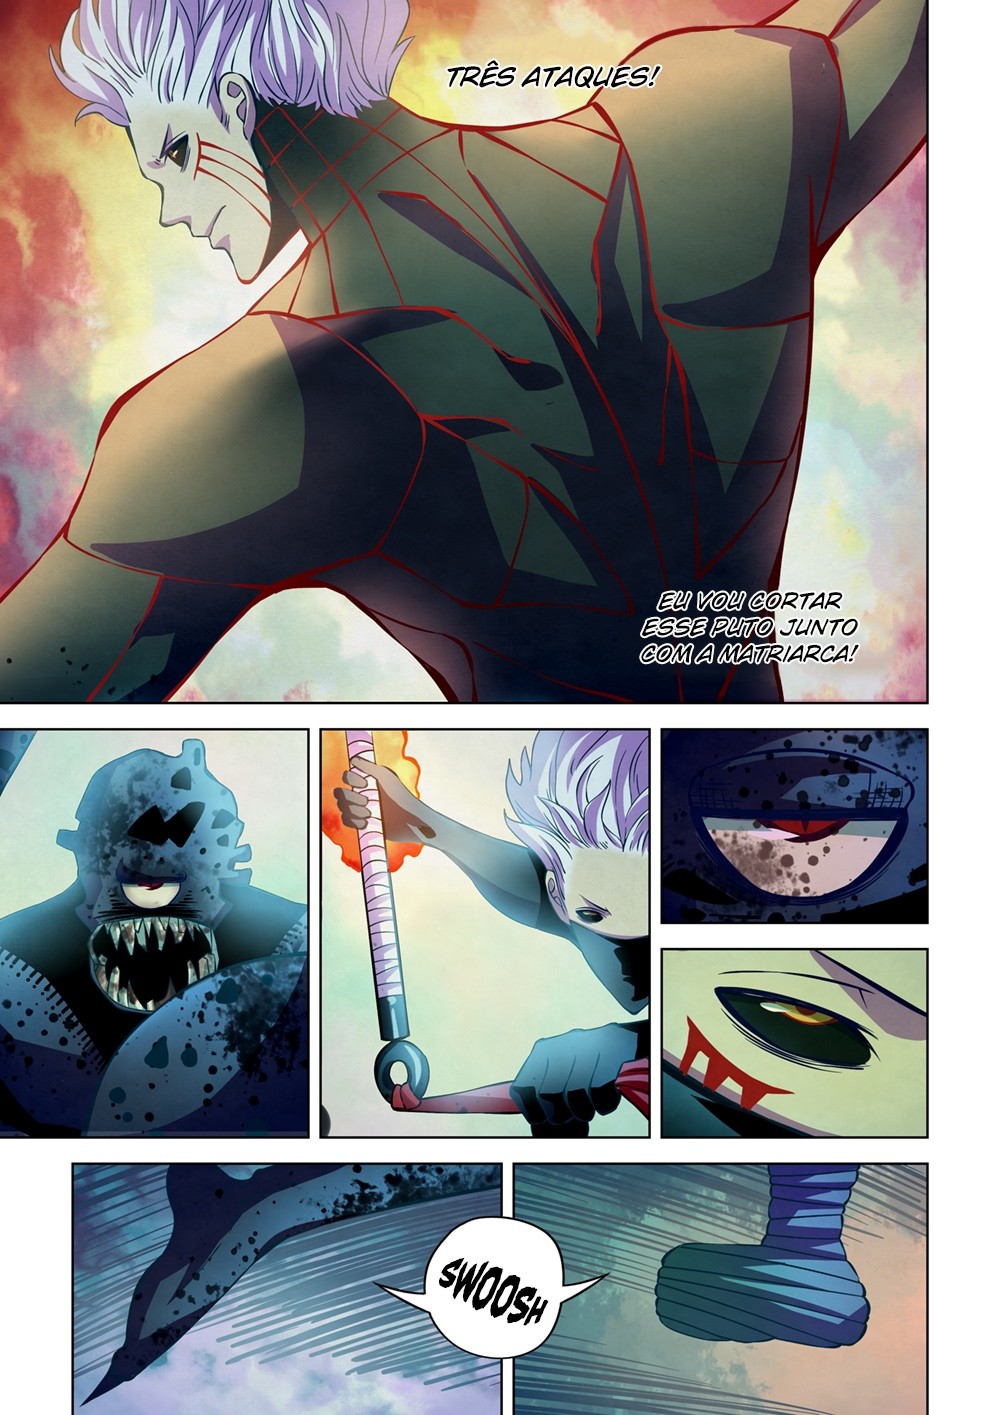 TRÊS ATAQUES!
EU VOU CORTAR
ESSE PUTO JUNTO
COM A MATRIARCA!
SWOOSH